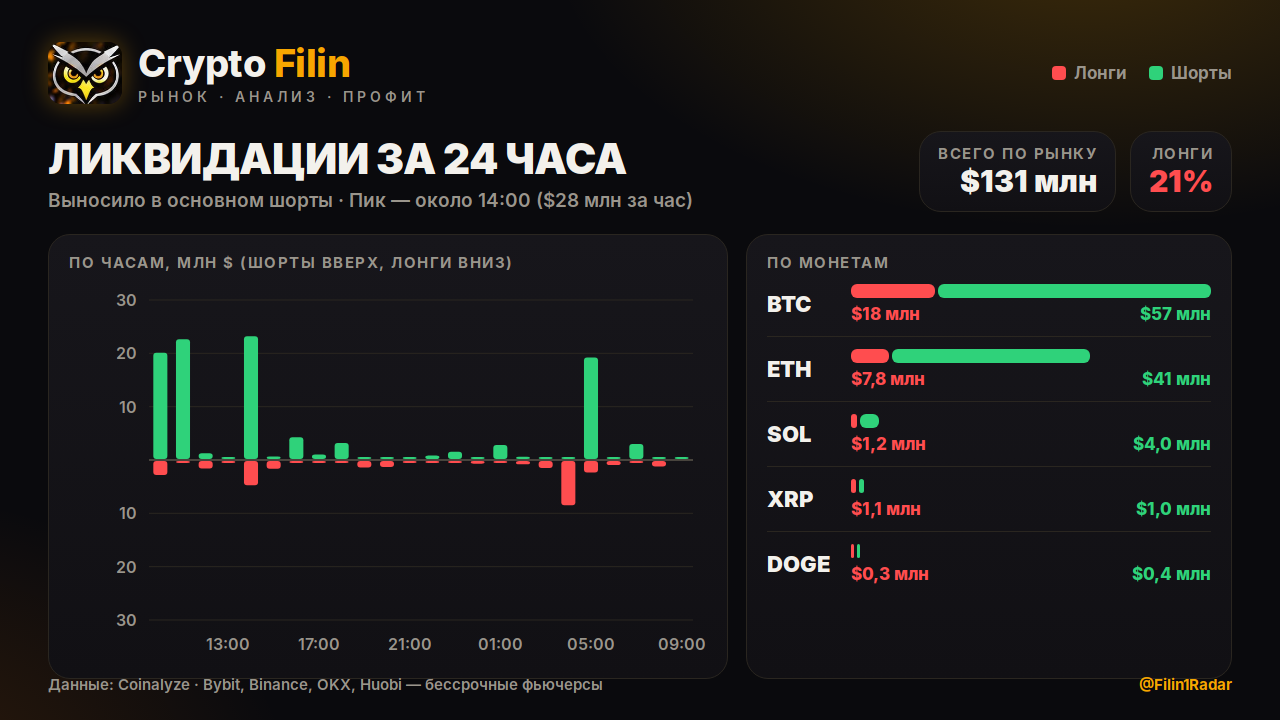 Crypto Filin
РЫНОК · АНАЛИЗ · ПРОФИТ
Лонги
Шорты
ЛИКВИДАЦИИ ЗА 24 ЧАСА
Выносило в основном шорты · Пик — около 14:00 ($28 млн за час)
ВСЕГО ПО РЫНКУ
$131 млн
ЛОНГИ
21%
ПО ЧАСАМ, МЛН $ (ШОРТЫ ВВЕРХ, ЛОНГИ ВНИЗ)
30
20
10
10
20
30
13:00 17:00 21:00 01:00 05:00 09:00
ПО МОНЕТАМ
BTC
$18 млн $57 млн
ETH
$7,8 млн $41 млн
SOL
$1,2 млн $4,0 млн
XRP
$1,1 млн $1,0 млн
DOGE
$0,3 млн $0,4 млн
Данные: Coinalyze · Bybit, Binance, OKX, Huobi — бессрочные фьючерсы
@Filin1Radar